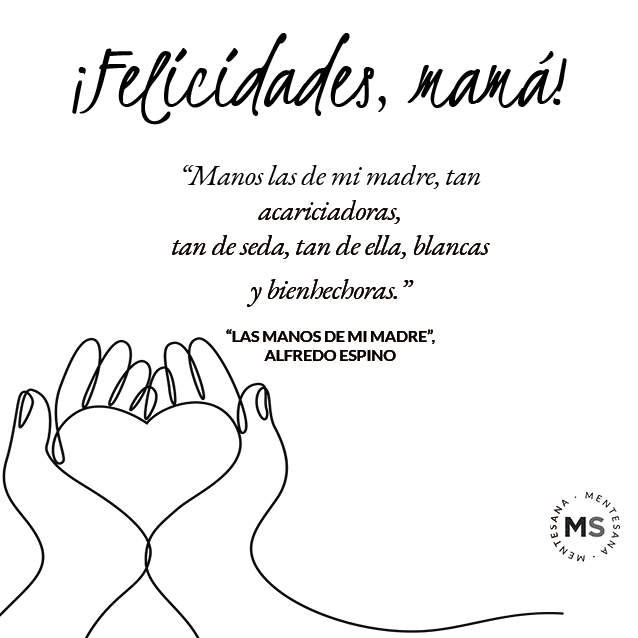 ¡Felicidades, mamá!
“Manos las de mi madre, tan
acariciadoras,
tan de seda, tan de ella, blancas
y bienhechoras.”
“LAS MANOS DE MI MADRE”,
ALFREDO ESPINO
MENTESANA · MENTESANA ·
MS